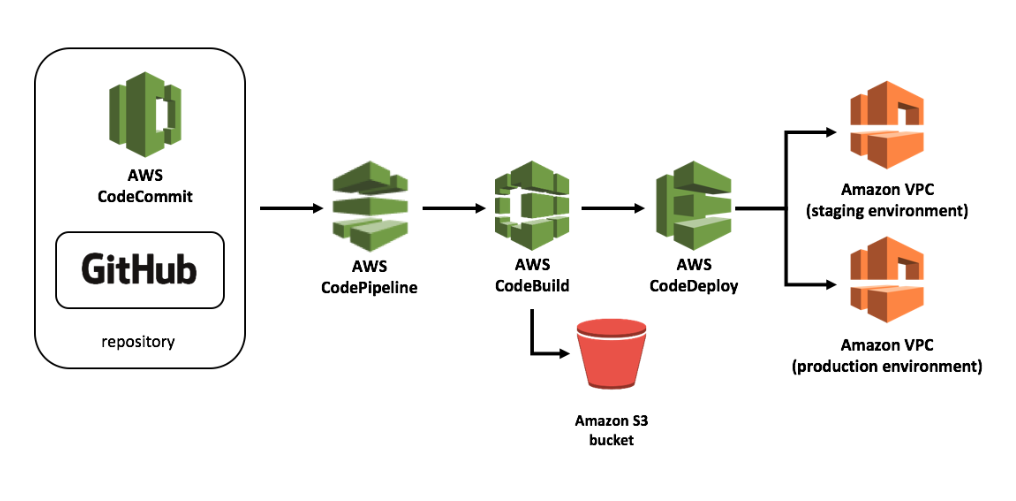 AWS
CodeCommit
GitHub
repository
AWS
CodePipeline
AWS
CodeBuild
AWS
CodeDeploy
Amazon S3
bucket
Amazon VPC
(staging environment)
Amazon VPC
(production environment)